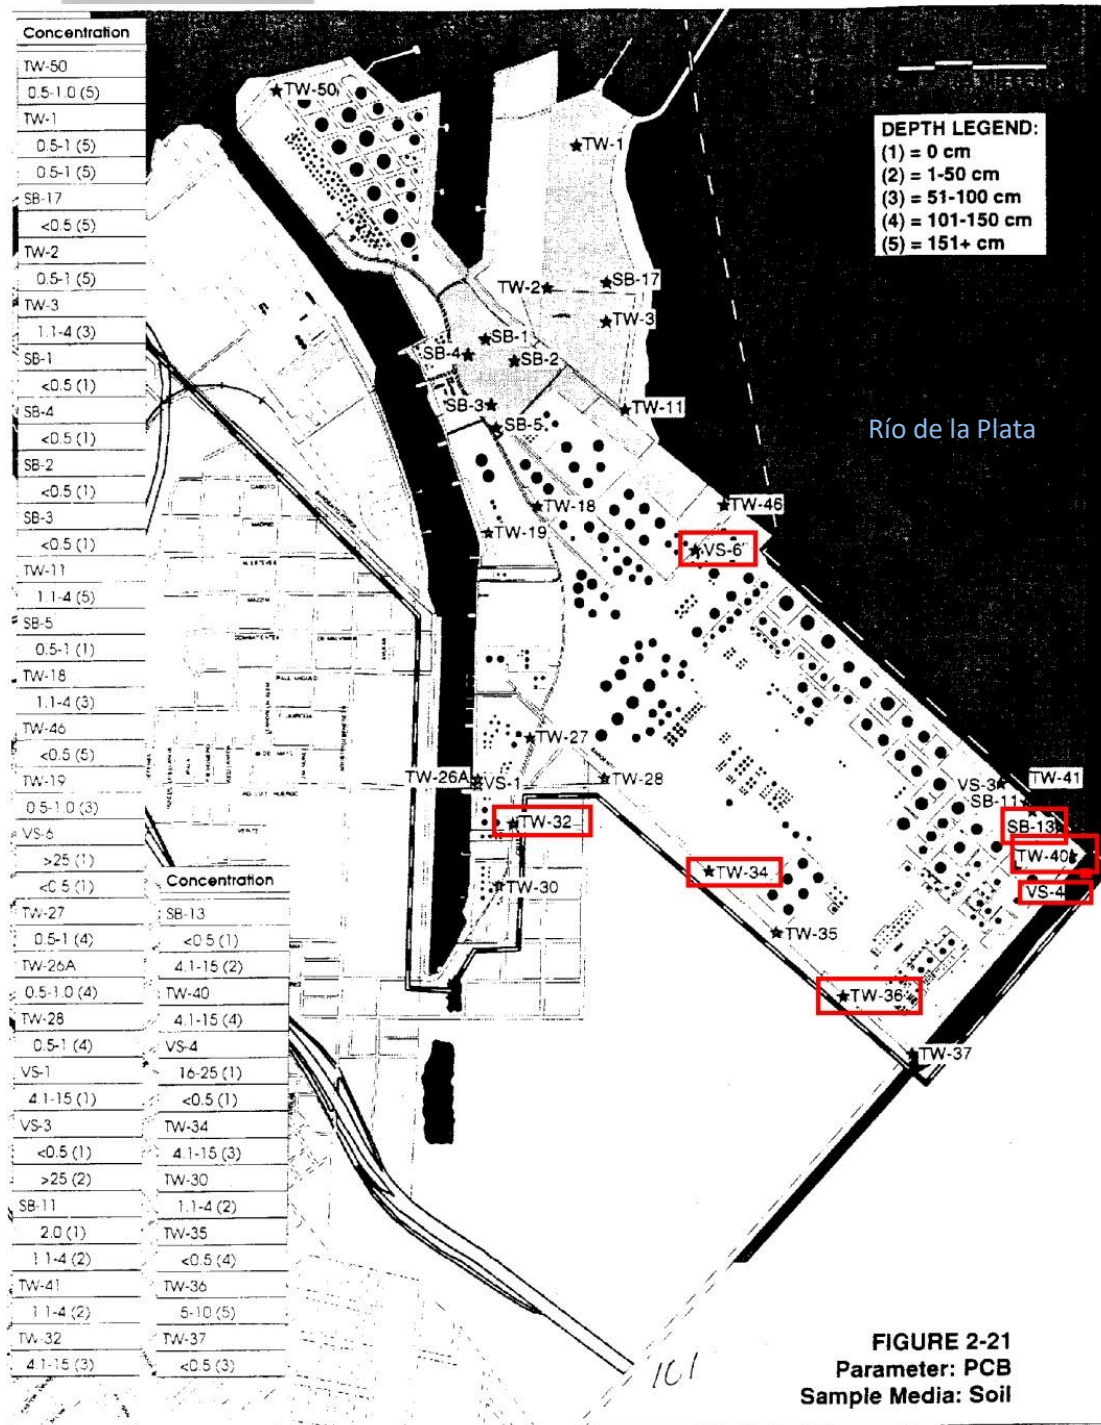 Concentration
TW-50
0.5-1.0 (5)
TW-1
0.5-1 (5)
0.5-1 (5)
SB-17
<0.5 (5)
TW-2
0.5-1 (5)
TW-3
1.1-4 (3)
SB-1
<0.5 (1)
SB-4
<0.5 (1)
SB-2
<0.5 (1)
SB-3
<0.5 (1)
TW-11
1.1-4 (5)
SB-5
0.5-1 (1)
TW-18
1.1-4 (3)
TW-46
<0.5 (5)
TW-19
0.5-1.0 (3)
VS-6
>25 (1)
<0.5 (1)
TW-27
0.5-1 (4)
TW-26A
0.5-1.0 (4)
TW-28
0.5-1 (4)
VS-1
4.1-15 (1)
VS-3
<0.5 (1)
>25 (2)
SB-11
2.0 (1)
1.1-4 (2)
TW-41
1.1-4 (2)
TW-32
4.1-15 (3)
Concentration
SB-13
<0.5 (1)
4.1-15 (2)
TW-40
4.1-15 (4)
VS-4
16-25 (1)
<0.5 (1)
TW-34
4.1-15 (3)
TW-30
1.1-4 (2)
TW-35
<0.5 (4)
TW-36
5-10 (5)
TW-37
<0.5 (3)
DEPTH LEGEND:
(1) = 0 cm
(2) = 1-50 cm
(3) = 51-100 cm
(4) = 101-150 cm
(5) = 151+ cm
TW-50
TW-1
TW-2
SB-17
TW-3
SB-1
SB-4
SB-2
SB-3
TW-11
SB-5
Río de la Plata
TW-18
TW-46
TW-19
VS-6
CABOTO
MADRID
TW-27
TW-26A
VS-1
TW-28
VS-3
TW-41
SB-11
TW-32
SB-13
TW-40
TW-34
TW-30
VS-4
TW-35
TW-36
TW-37
101
FIGURE 2-21
Parameter: PCB
Sample Media: Soil